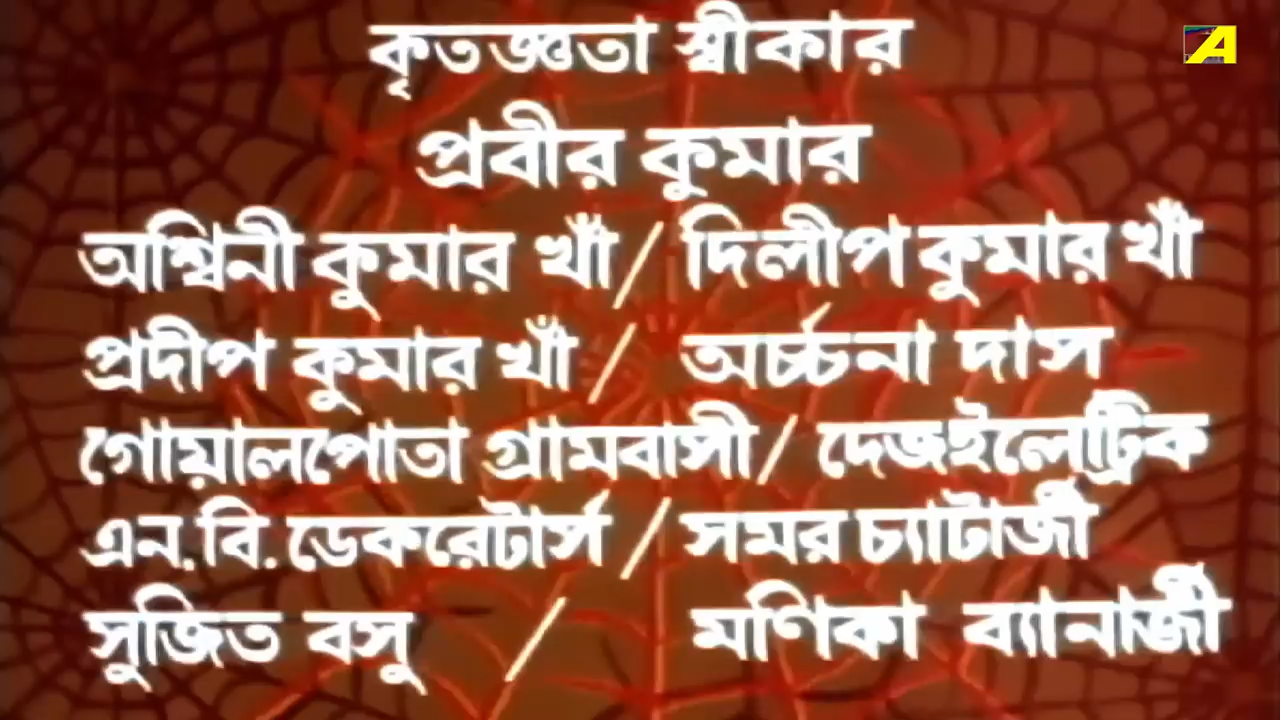 কৃতজ্ঞতা স্বীকার
প্রবীর কুমার
অশ্বিনী কুমার খাঁ / দিলীপ কুমার খাঁ
প্রদীপ কুমার খাঁ / অর্চ্চনা দাস
গোয়ালপোতা গ্রামবাসী / দেজইলেট্রিক
এন.বি.ডেকরেটার্স / সমর চ্যাটার্জী
সুজিত বসু / মণিকা ব্যানার্জী
A